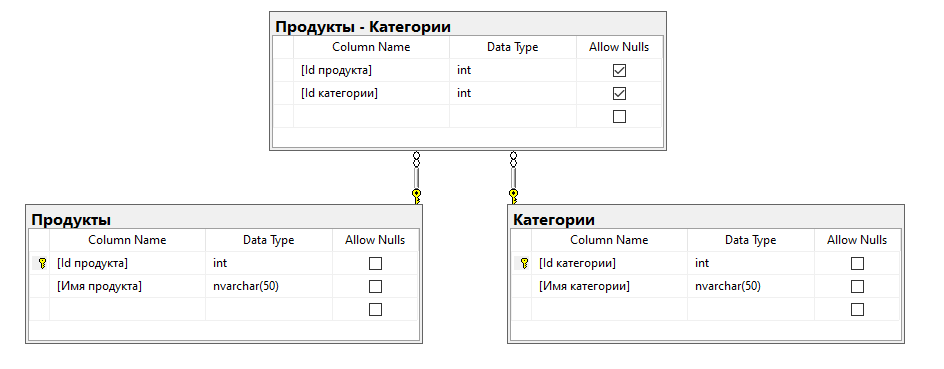 Продукты - Категории
Column Name Data Type Allow Nulls
[Id продукта] int
[Id категории] int
Продукты
Column Name Data Type Allow Nulls
[Id продукта] int
[Имя продукта] nvarchar(50)
Категории
Column Name Data Type Allow Nulls
[Id категории] int
[Имя категории] nvarchar(50)